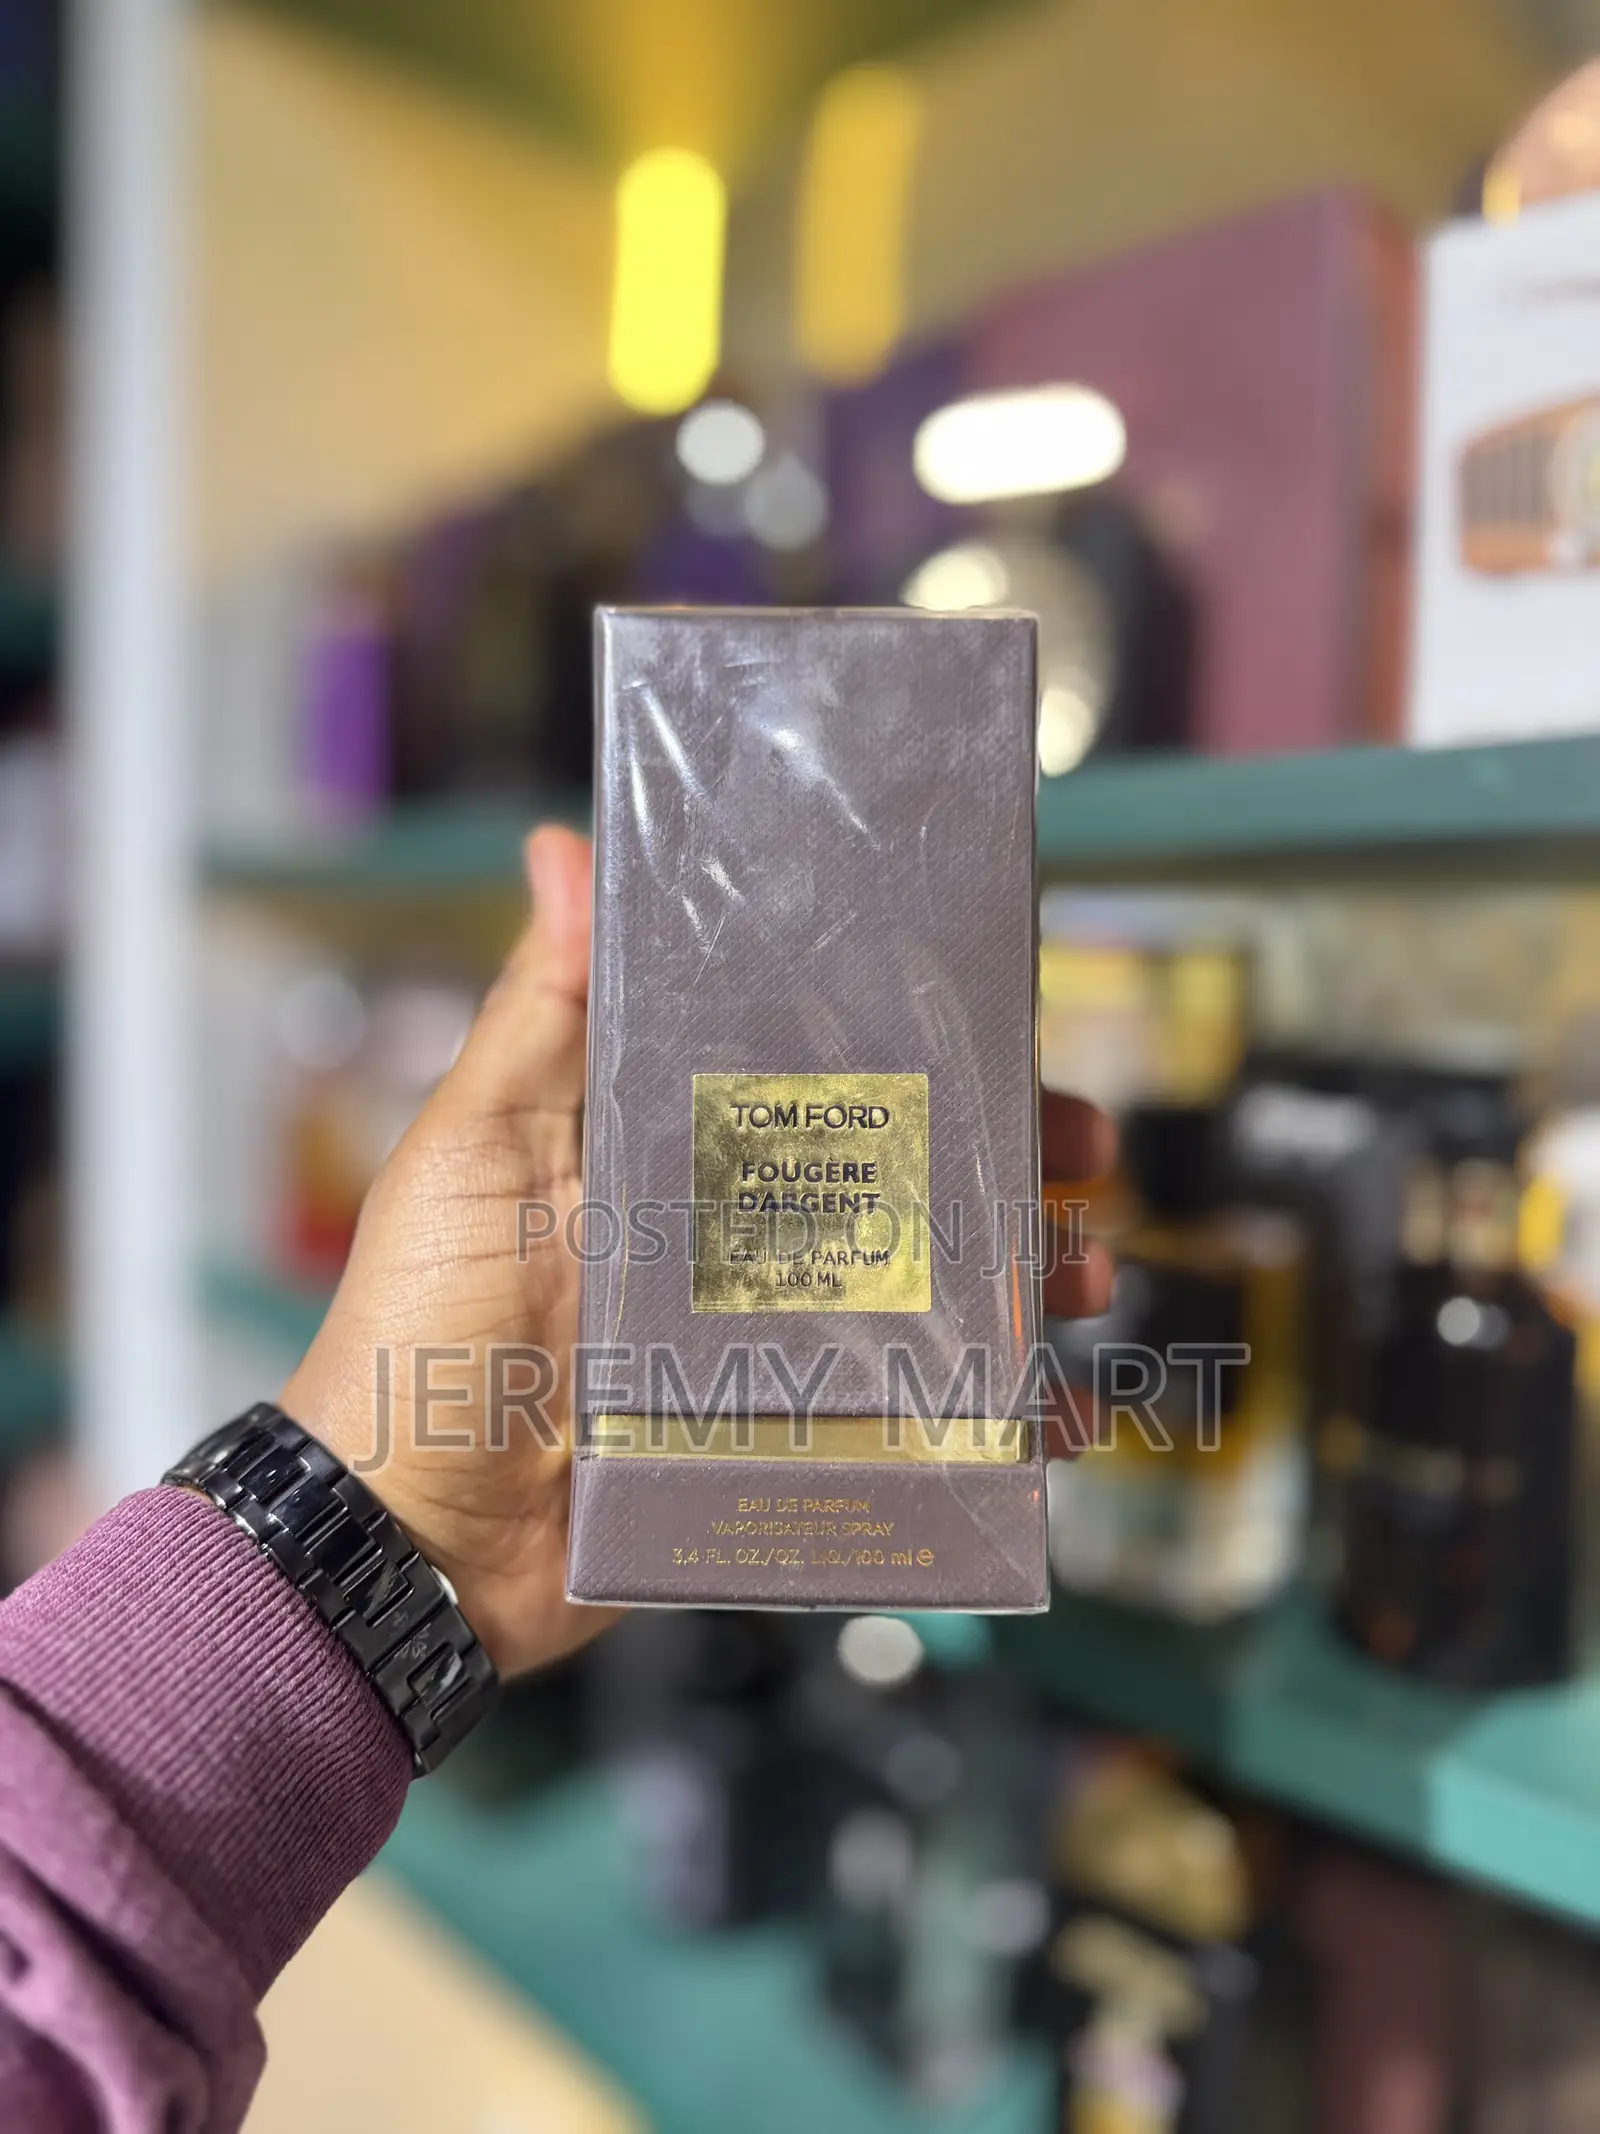 TOM FORD
FOUGÈRE
D'ARGENT
POSTED ON JIJI
EAU DE PARFUM
100 ML
JEREMY MART
EAU DE PARFUM
VAPORISATEUR SPRAY
3,4 FL. OZ./OZ. LIQ./100 ml ℮